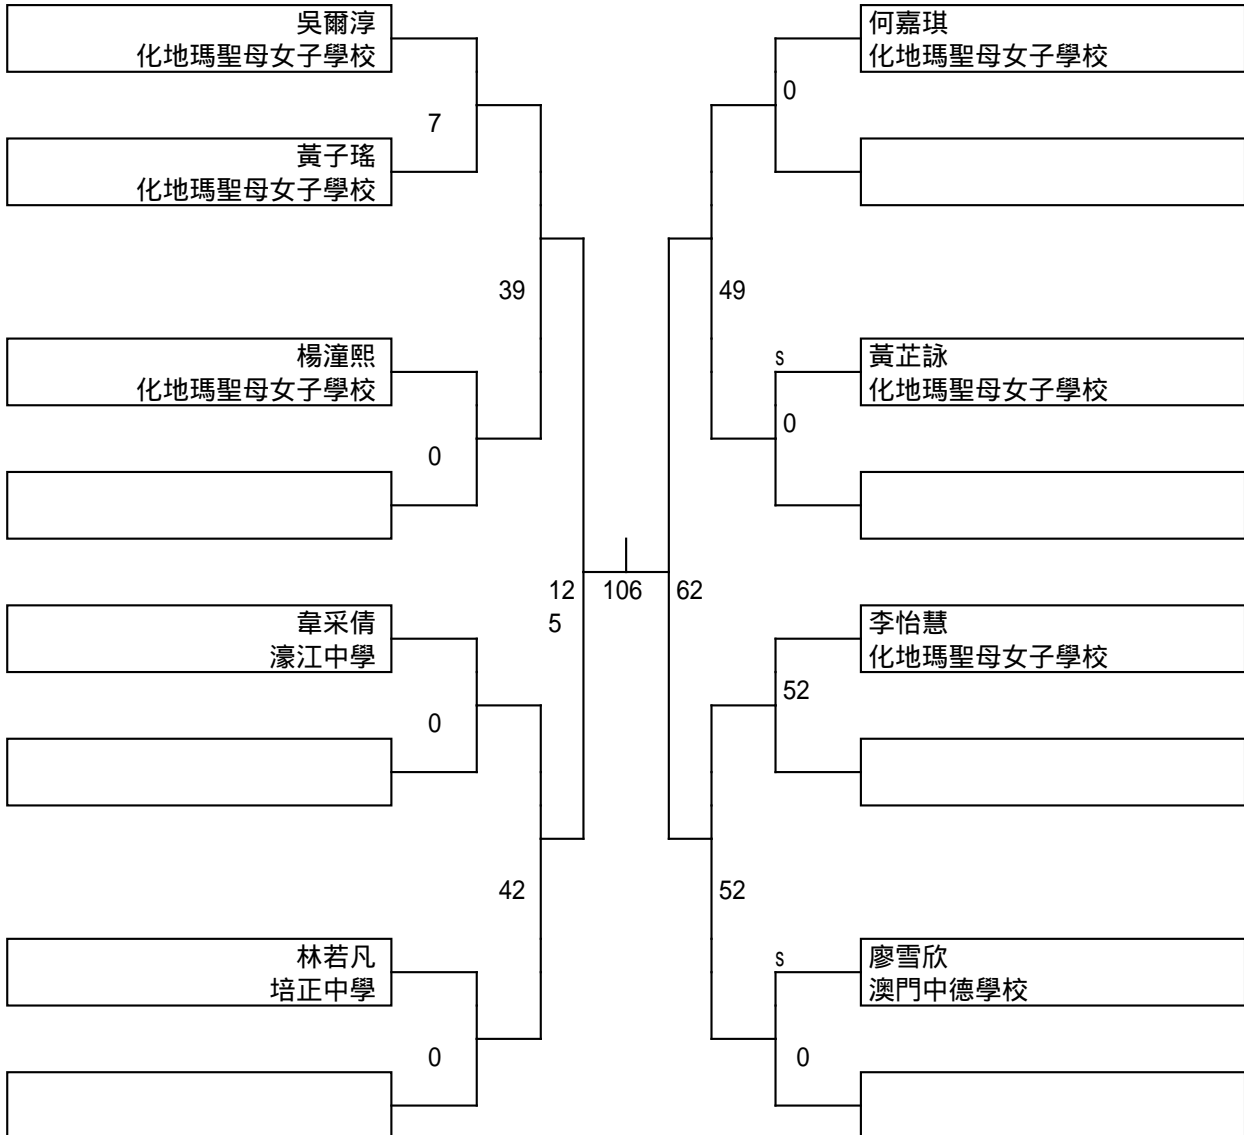 吳爾淳
化地瑪聖母女子學校
7
黃子瑤
化地瑪聖母女子學校
39
楊潼熙
化地瑪聖母女子學校
0
12
5
106
韋采倩
濠江中學
0
42
林若凡
培正中學
0
何嘉琪
化地瑪聖母女子學校
0
49
s
黃芷詠
化地瑪聖母女子學校
0
62
李怡慧
化地瑪聖母女子學校
52
52
s
廖雪欣
澳門中德學校
0